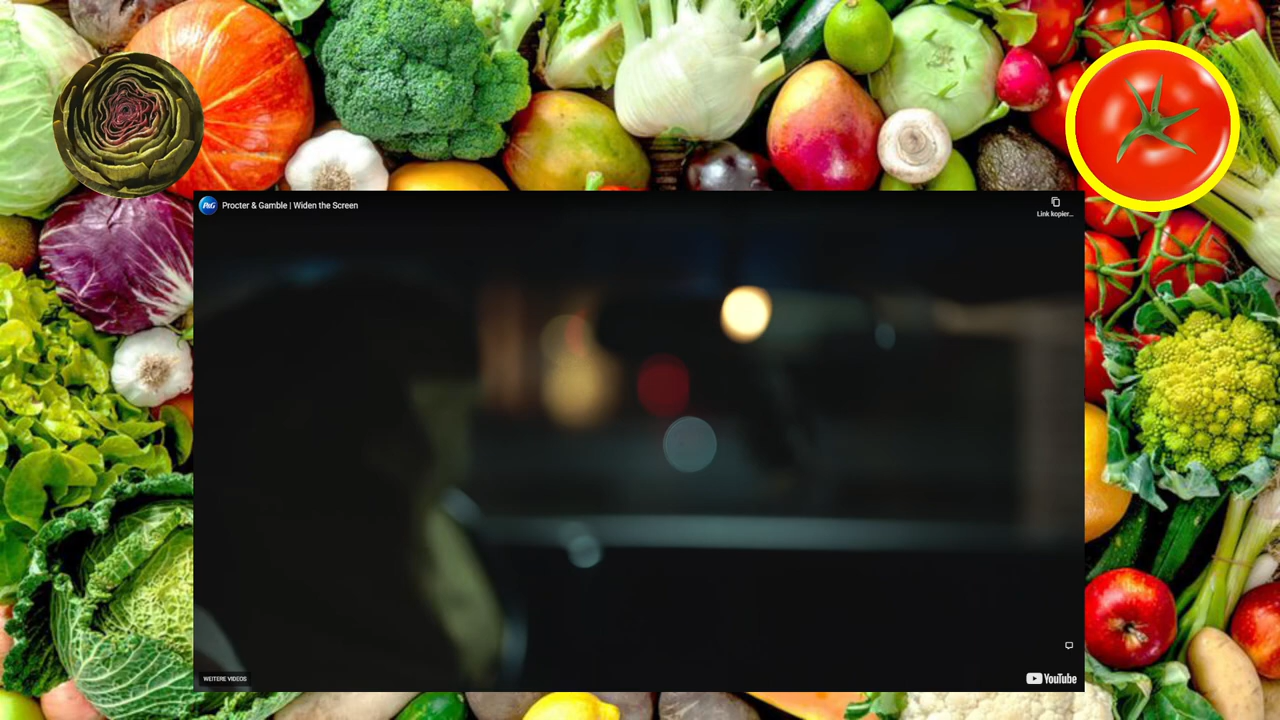 P&G
Procter & Gamble | Widen the Screen
Link kopier...
WEITERE VIDEOS
YouTube